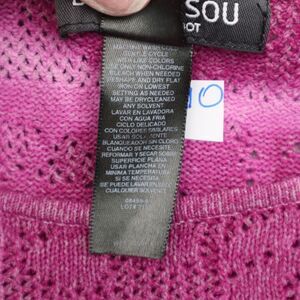 SOU
OT
10
MACHINE WASH COLD
GENTLE CYCLE
WITH LIKE COLORS
USE ONLY NON-CHLORINE
BLEACH WHEN NEEDED
RESHAPE AND DRY FLAT
IRON ON LOWEST
SETTING AS NEEDED
MAY BE DRYCLEANED
ANY SOLVENT
LAVAR EN LAVADORA
CON AGUA FRIA
CICLO DELICADO
CON COLORES SIMILARES
USAR SOLAMENTE
BLANQUEADOR SIN CLORO
CUANDO SE NECESITE
REFORMAR Y SECAR SOBRE
SUPERFICIE PLANA
USAR PLANCHA EN
MINIMA TEMPERATURA
SI SE NECESITA
SE PUEDE LAVAR EN
CUALQUIER